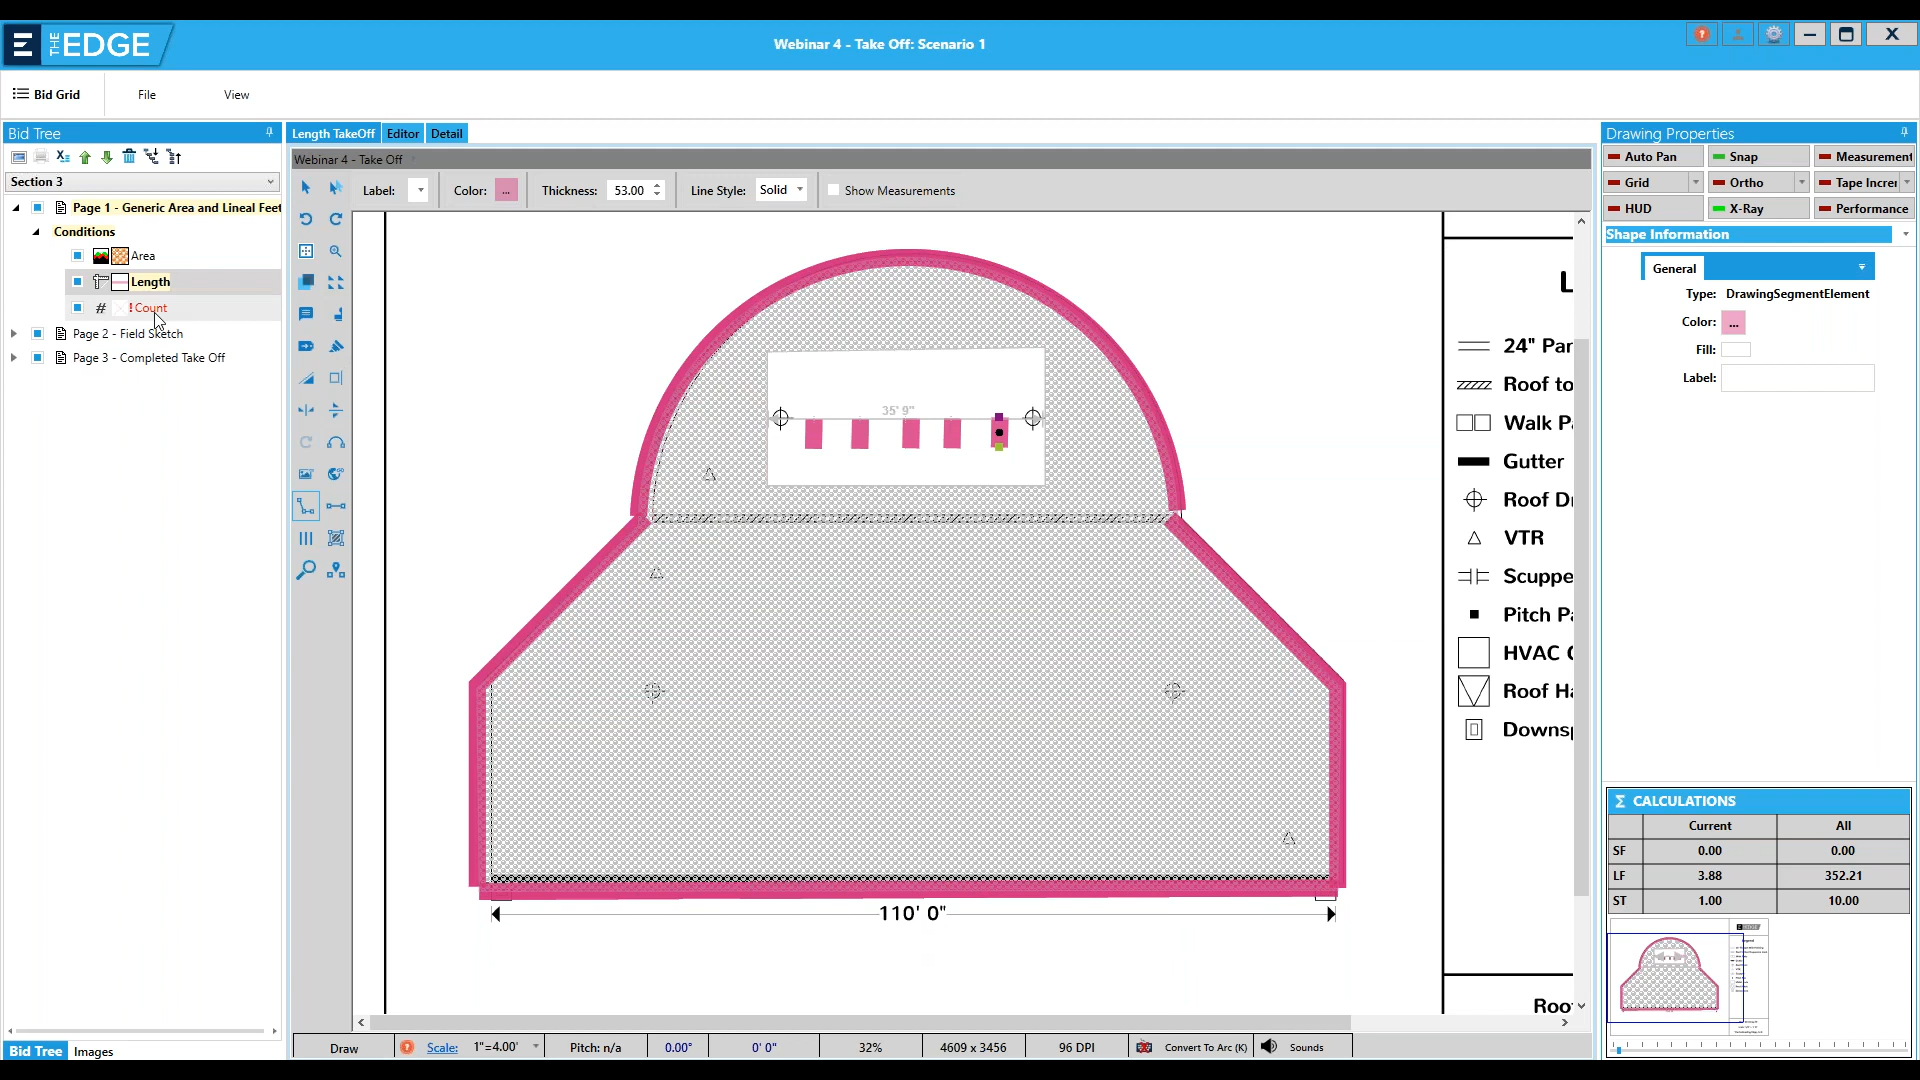 THE EDGE
Webinar 4 - Take Off: Scenario 1
X
Bid Grid
File
View
Bid Tree
Section 3
Page 1 - Generic Area and Lineal Feet
Conditions
Area
Length
# ! Count
Page 2 - Field Sketch
Page 3 - Completed Take Off
Bid Tree
Images
Length TakeOff
Editor
Detail
Webinar 4 - Take Off
Label:
Color:
...
Thickness:
53.00
Line Style:
Solid
Show Measurements
35' 9"
110' 0"
L
24" Par
Roof to
Walk Pa
Gutter
Roof Dr
VTR
Scuppe
Pitch Pa
HVAC C
Roof Ha
Downsp
Roo
Draw
Scale:
1"=4.00'
Pitch: n/a
0.00°
0' 0"
32%
4609 x 3456
96 DPI
Convert To Arc (K)
Sounds
Drawing Properties
Auto Pan
Snap
Measurement
Grid
Ortho
Tape Increr
HUD
X-Ray
Performance
Shape Information
General
Type: DrawingSegmentElement
Color: ...
Fill:
Label:
Σ CALCULATIONS
Current All
SF 0.00 0.00
LF 3.88 352.21
ST 1.00 10.00